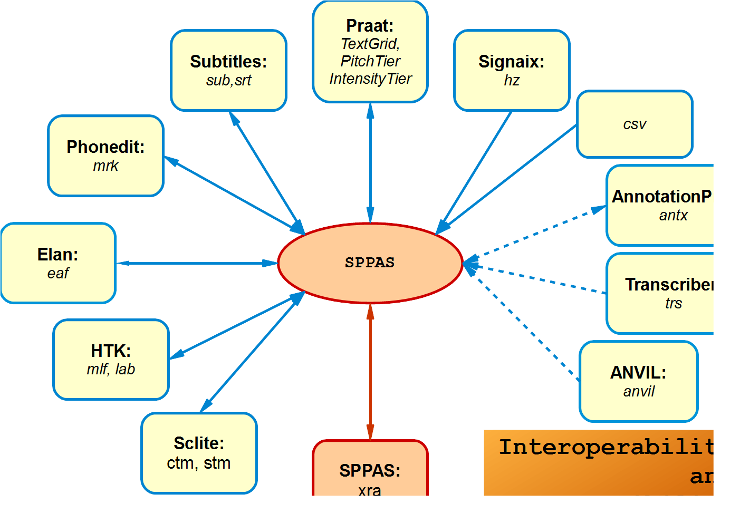 Praat:
TextGrid,
PitchTier
IntensityTier
Subtitles:
sub,srt
Signaix:
hz
csv
Phonedit:
mrk
AnnotationP
antx
Elan:
eaf
SPPAS
Transcriber
trs
HTK:
mlf, lab
ANVIL:
anvil
Sclite:
ctm, stm
SPPAS:
xra
Interoperabilit
an